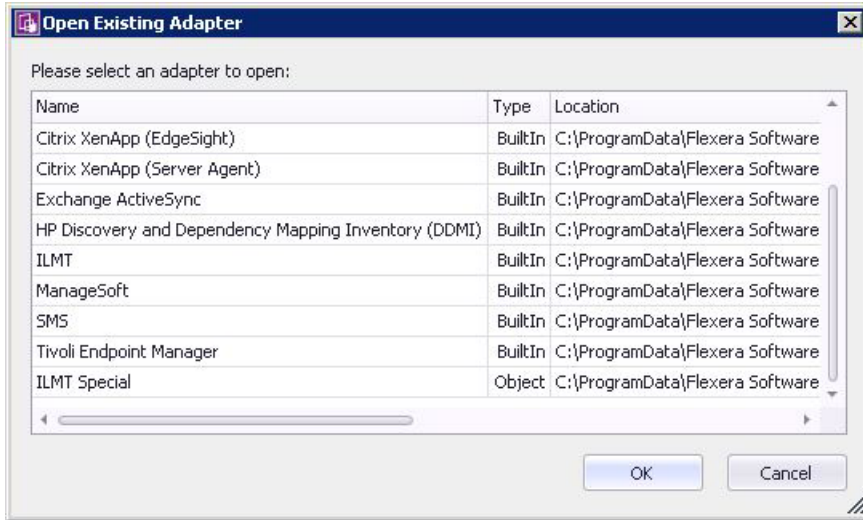 Open Existing Adapter
Please select an adapter to open:
Name Type Location
Citrix XenApp (EdgeSight) BuiltIn C:\ProgramData\Flexera Software
Citrix XenApp (Server Agent) BuiltIn C:\ProgramData\Flexera Software
Exchange ActiveSync BuiltIn C:\ProgramData\Flexera Software
HP Discovery and Dependency Mapping Inventory (DDMI) BuiltIn C:\ProgramData\Flexera Software
ILMT BuiltIn C:\ProgramData\Flexera Software
ManageSoft BuiltIn C:\ProgramData\Flexera Software
SMS BuiltIn C:\ProgramData\Flexera Software
Tivoli Endpoint Manager BuiltIn C:\ProgramData\Flexera Software
ILMT Special Object C:\ProgramData\Flexera Software
OK Cancel